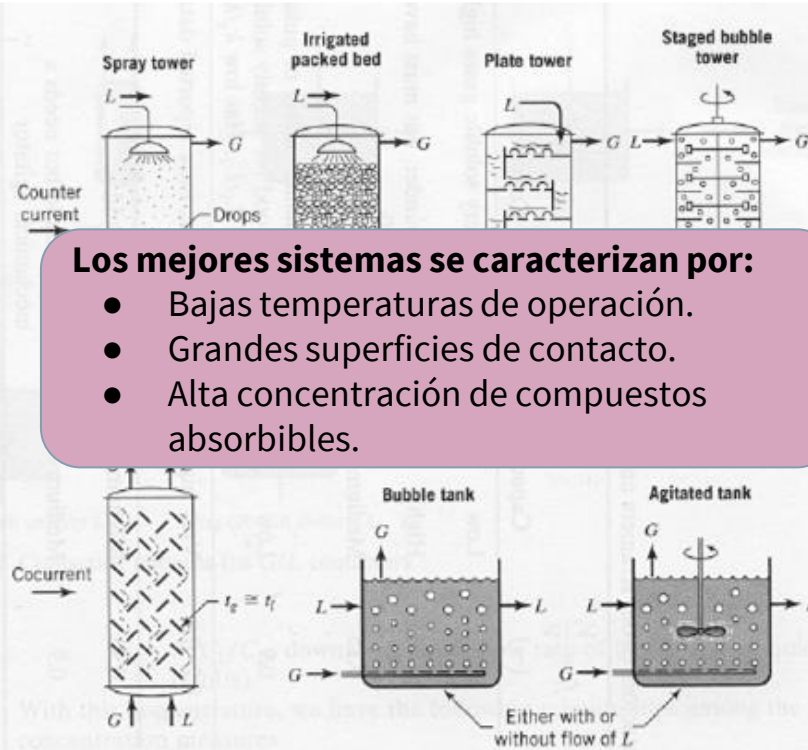 Spray tower
Irrigated
packed bed
Plate tower
Staged bubble
tower
L
L
L
G
G
G
L
G
Counter
current
Drops
Los mejores sistemas se caracterizan por:
● Bajas temperaturas de operación.
● Grandes superficies de contacto.
● Alta concentración de compuestos
absorbibles.
Bubble tank
Agitated tank
G
G
Cocurrent
t_g ≅ t_l
L
L
L
G
G
G
L
Either with or
without flow of L